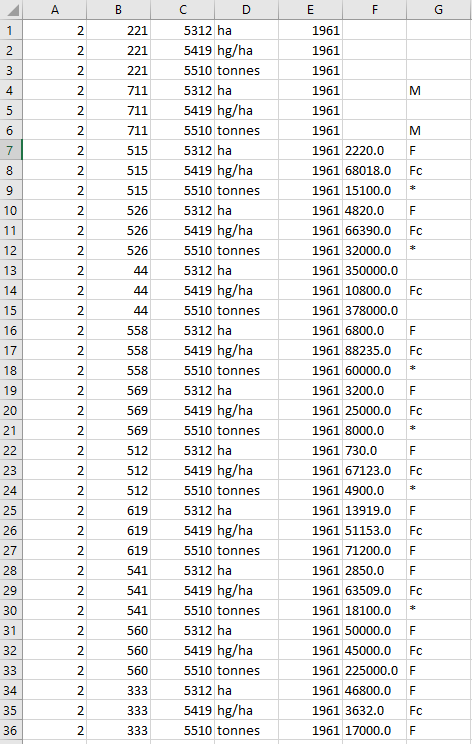 A B C D E F G
1 2 221 5312 ha 1961
2 2 221 5419 hg/ha 1961
3 2 221 5510 tonnes 1961
4 2 711 5312 ha 1961 M
5 2 711 5419 hg/ha 1961
6 2 711 5510 tonnes 1961 M
7 2 515 5312 ha 1961 2220.0 F
8 2 515 5419 hg/ha 1961 68018.0 Fc
9 2 515 5510 tonnes 1961 15100.0 *
10 2 526 5312 ha 1961 4820.0 F
11 2 526 5419 hg/ha 1961 66390.0 Fc
12 2 526 5510 tonnes 1961 32000.0 *
13 2 44 5312 ha 1961 350000.0
14 2 44 5419 hg/ha 1961 10800.0 Fc
15 2 44 5510 tonnes 1961 378000.0
16 2 558 5312 ha 1961 6800.0 F
17 2 558 5419 hg/ha 1961 88235.0 Fc
18 2 558 5510 tonnes 1961 60000.0 *
19 2 569 5312 ha 1961 3200.0 F
20 2 569 5419 hg/ha 1961 25000.0 Fc
21 2 569 5510 tonnes 1961 8000.0 *
22 2 512 5312 ha 1961 730.0 F
23 2 512 5419 hg/ha 1961 67123.0 Fc
24 2 512 5510 tonnes 1961 4900.0 *
25 2 619 5312 ha 1961 13919.0 F
26 2 619 5419 hg/ha 1961 51153.0 Fc
27 2 619 5510 tonnes 1961 71200.0 F
28 2 541 5312 ha 1961 2850.0 F
29 2 541 5419 hg/ha 1961 63509.0 Fc
30 2 541 5510 tonnes 1961 18100.0 *
31 2 560 5312 ha 1961 50000.0 F
32 2 560 5419 hg/ha 1961 45000.0 Fc
33 2 560 5510 tonnes 1961 225000.0 F
34 2 333 5312 ha 1961 46800.0 F
35 2 333 5419 hg/ha 1961 3632.0 Fc
36 2 333 5510 tonnes 1961 17000.0 F